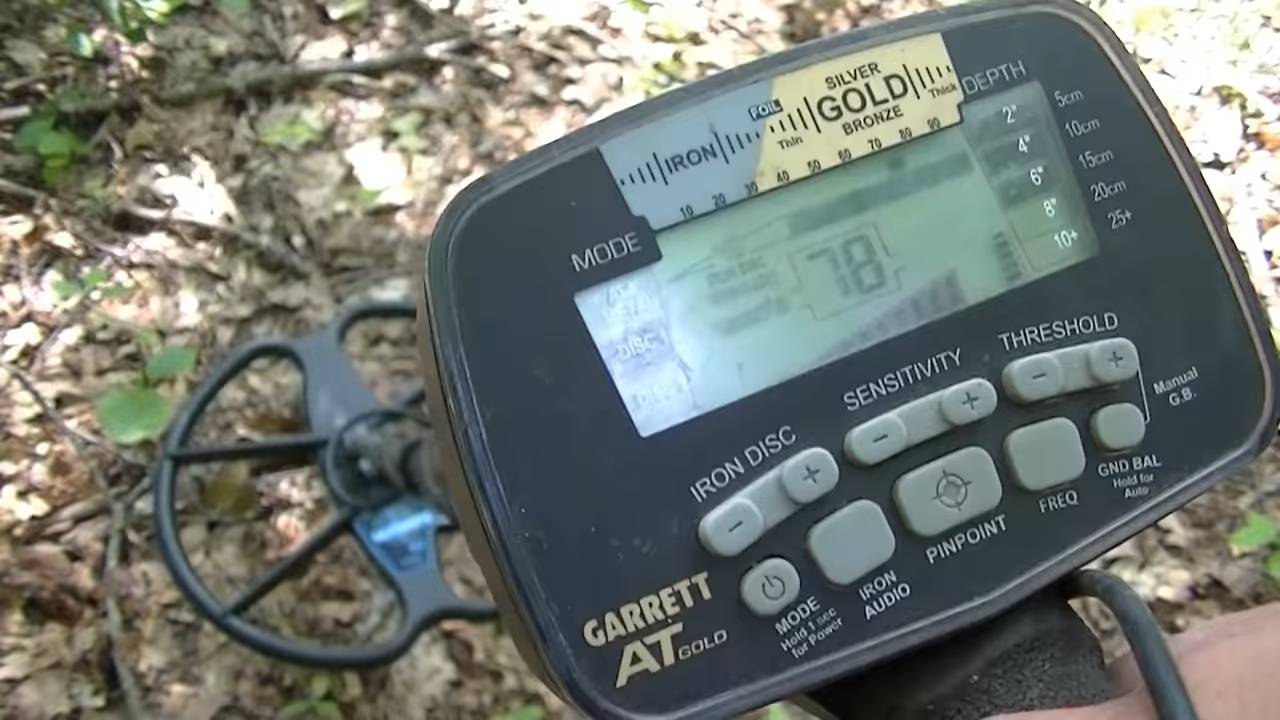 SILVER
FOIL GOLD
IRON Thin BRONZE Thick
10 20 30 40 50 60 70 80 90
DEPTH
2" 5cm
4" 10cm
6" 15cm
8" 20cm
10+ 25+
MODE
78
DISC 1
IRON DISC
SENSITIVITY
THRESHOLD
- +
- +
- +
Manual
G.B.
MODE
Hold 1 sec
for Power
IRON
AUDIO
PINPOINT
FREQ
GND BAL
Hold for
Auto
GARRETT
AT GOLD